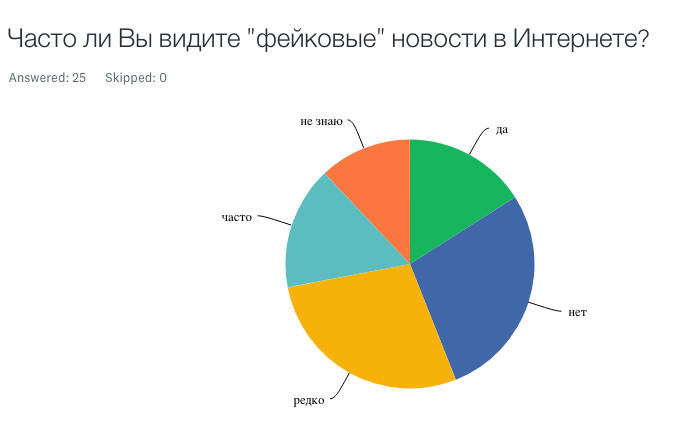 Часто ли Вы видите "фейковые" новости в Интернете?
Answered: 25 Skipped: 0
не знаю
да
часто
нет
редко